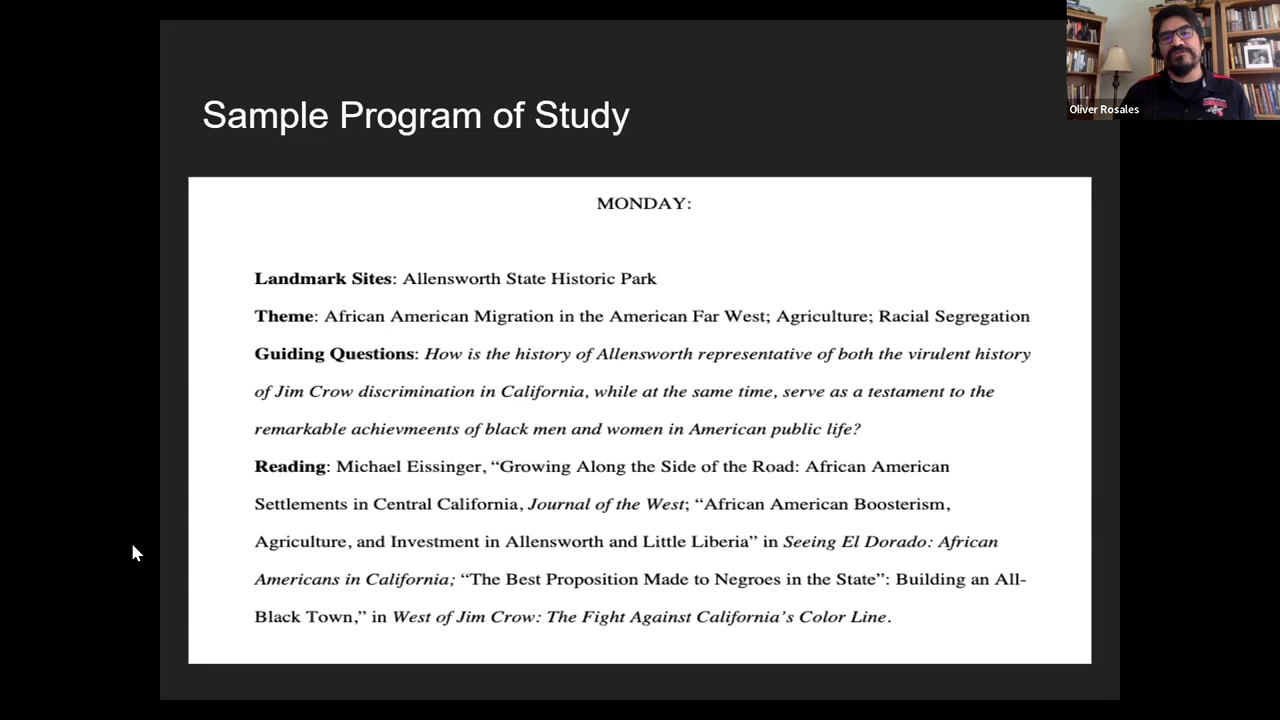 Sample Program of Study
Oliver Rosales
MONDAY:
Landmark Sites: Allensworth State Historic Park
Theme: African American Migration in the American Far West; Agriculture; Racial Segregation
Guiding Questions: How is the history of Allensworth representative of both the virulent history
of Jim Crow discrimination in California, while at the same time, serve as a testament to the
remarkable achievmeents of black men and women in American public life?
Reading: Michael Eissinger, “Growing Along the Side of the Road: African American
Settlements in Central California, Journal of the West; “African American Boosterism,
Agriculture, and Investment in Allensworth and Little Liberia” in Seeing El Dorado: African
Americans in California; “The Best Proposition Made to Negroes in the State”: Building an All-
Black Town,” in West of Jim Crow: The Fight Against California’s Color Line.